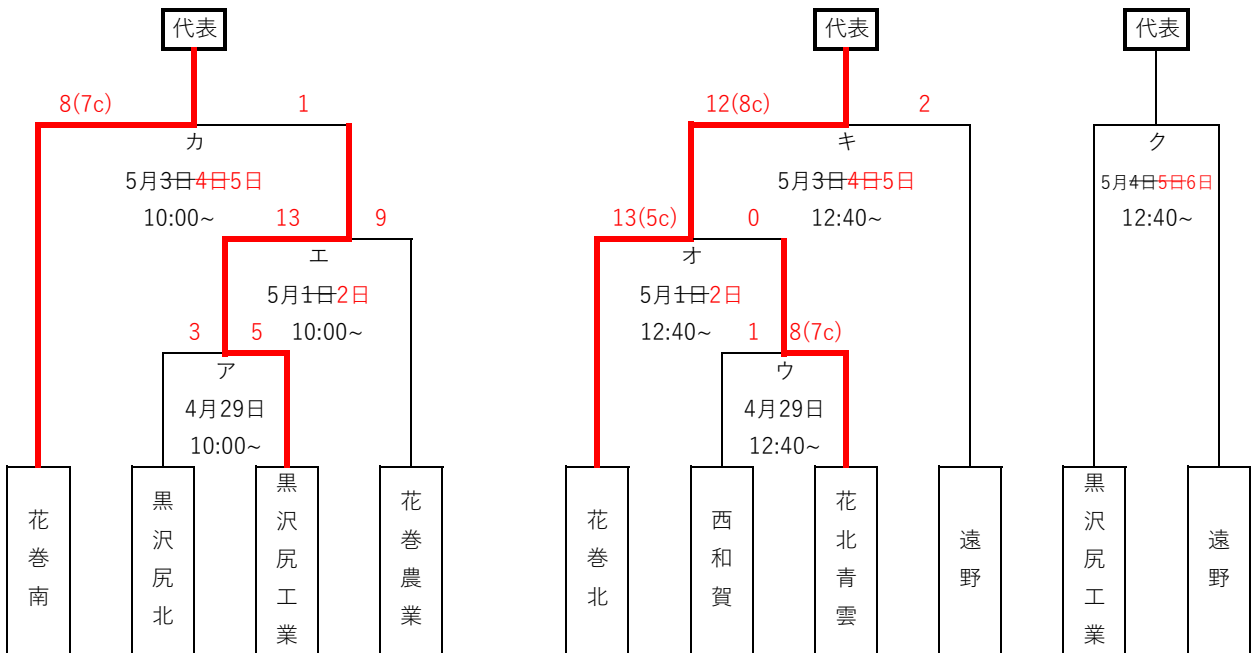 代表
代表
代表
8(7c)
1
12(8c)
2
カ
キ
ク
5月3日4日5日
5月3日4日5日
5月4日5日6日
10:00~
13
9
13(5c)
0
12:40~
12:40~
エ
オ
5月1日2日
5月1日2日
3
5
10:00~
12:40~
1
8(7c)
ア
ウ
4月29日
4月29日
10:00~
12:40~
花巻南
黒沢尻北
黒沢尻工業
花巻農業
花巻北
西和賀
花北青雲
遠野
黒沢尻工業
遠野